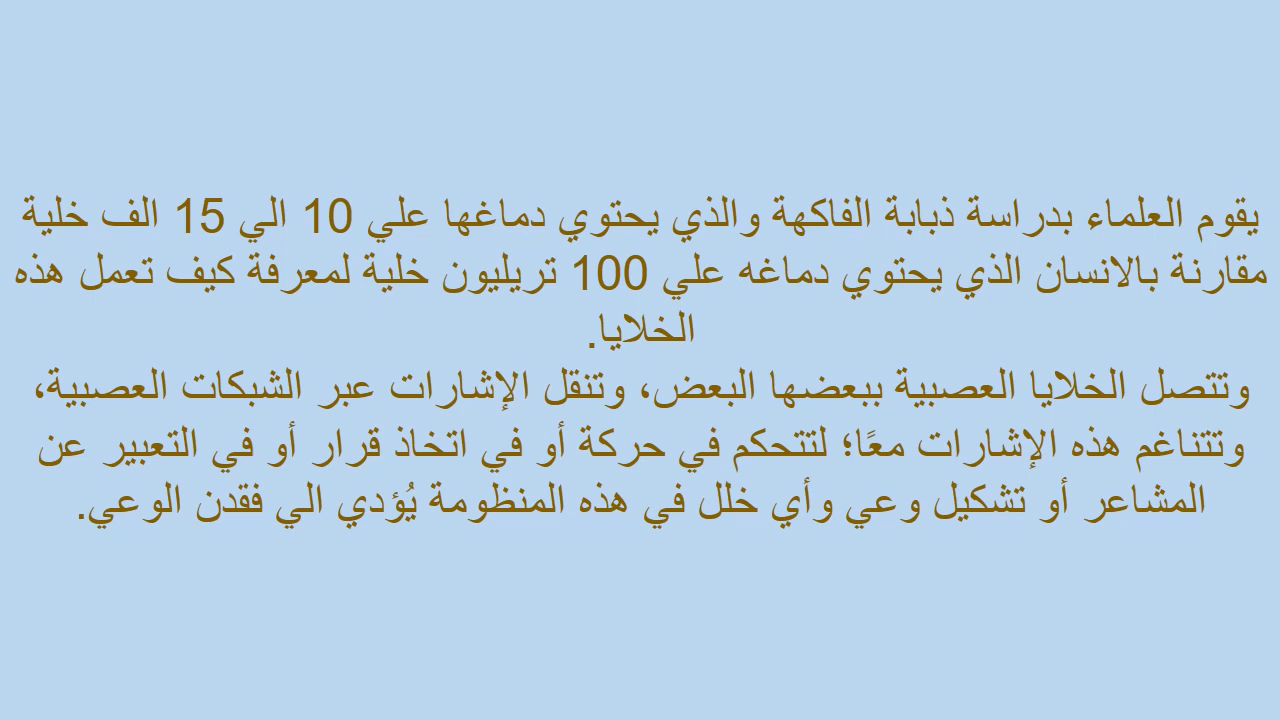 يقوم العلماء بدراسة ذبابة الفاكهة والذي يحتوي دماغها علي 10 الي 15 الف خلية
مقارنة بالانسان الذي يحتوي دماغه علي 100 تريليون خلية لمعرفة كيف تعمل هذه
الخلايا.
وتتصل الخلايا العصبية ببعضها البعض، وتنقل الإشارات عبر الشبكات العصبية،
وتتناغم هذه الإشارات معًا؛ لتتحكم في حركة أو في اتخاذ قرار أو في التعبير عن
المشاعر أو تشكيل وعي وأي خلل في هذه المنظومة يُؤدي الي فقدن الوعي.